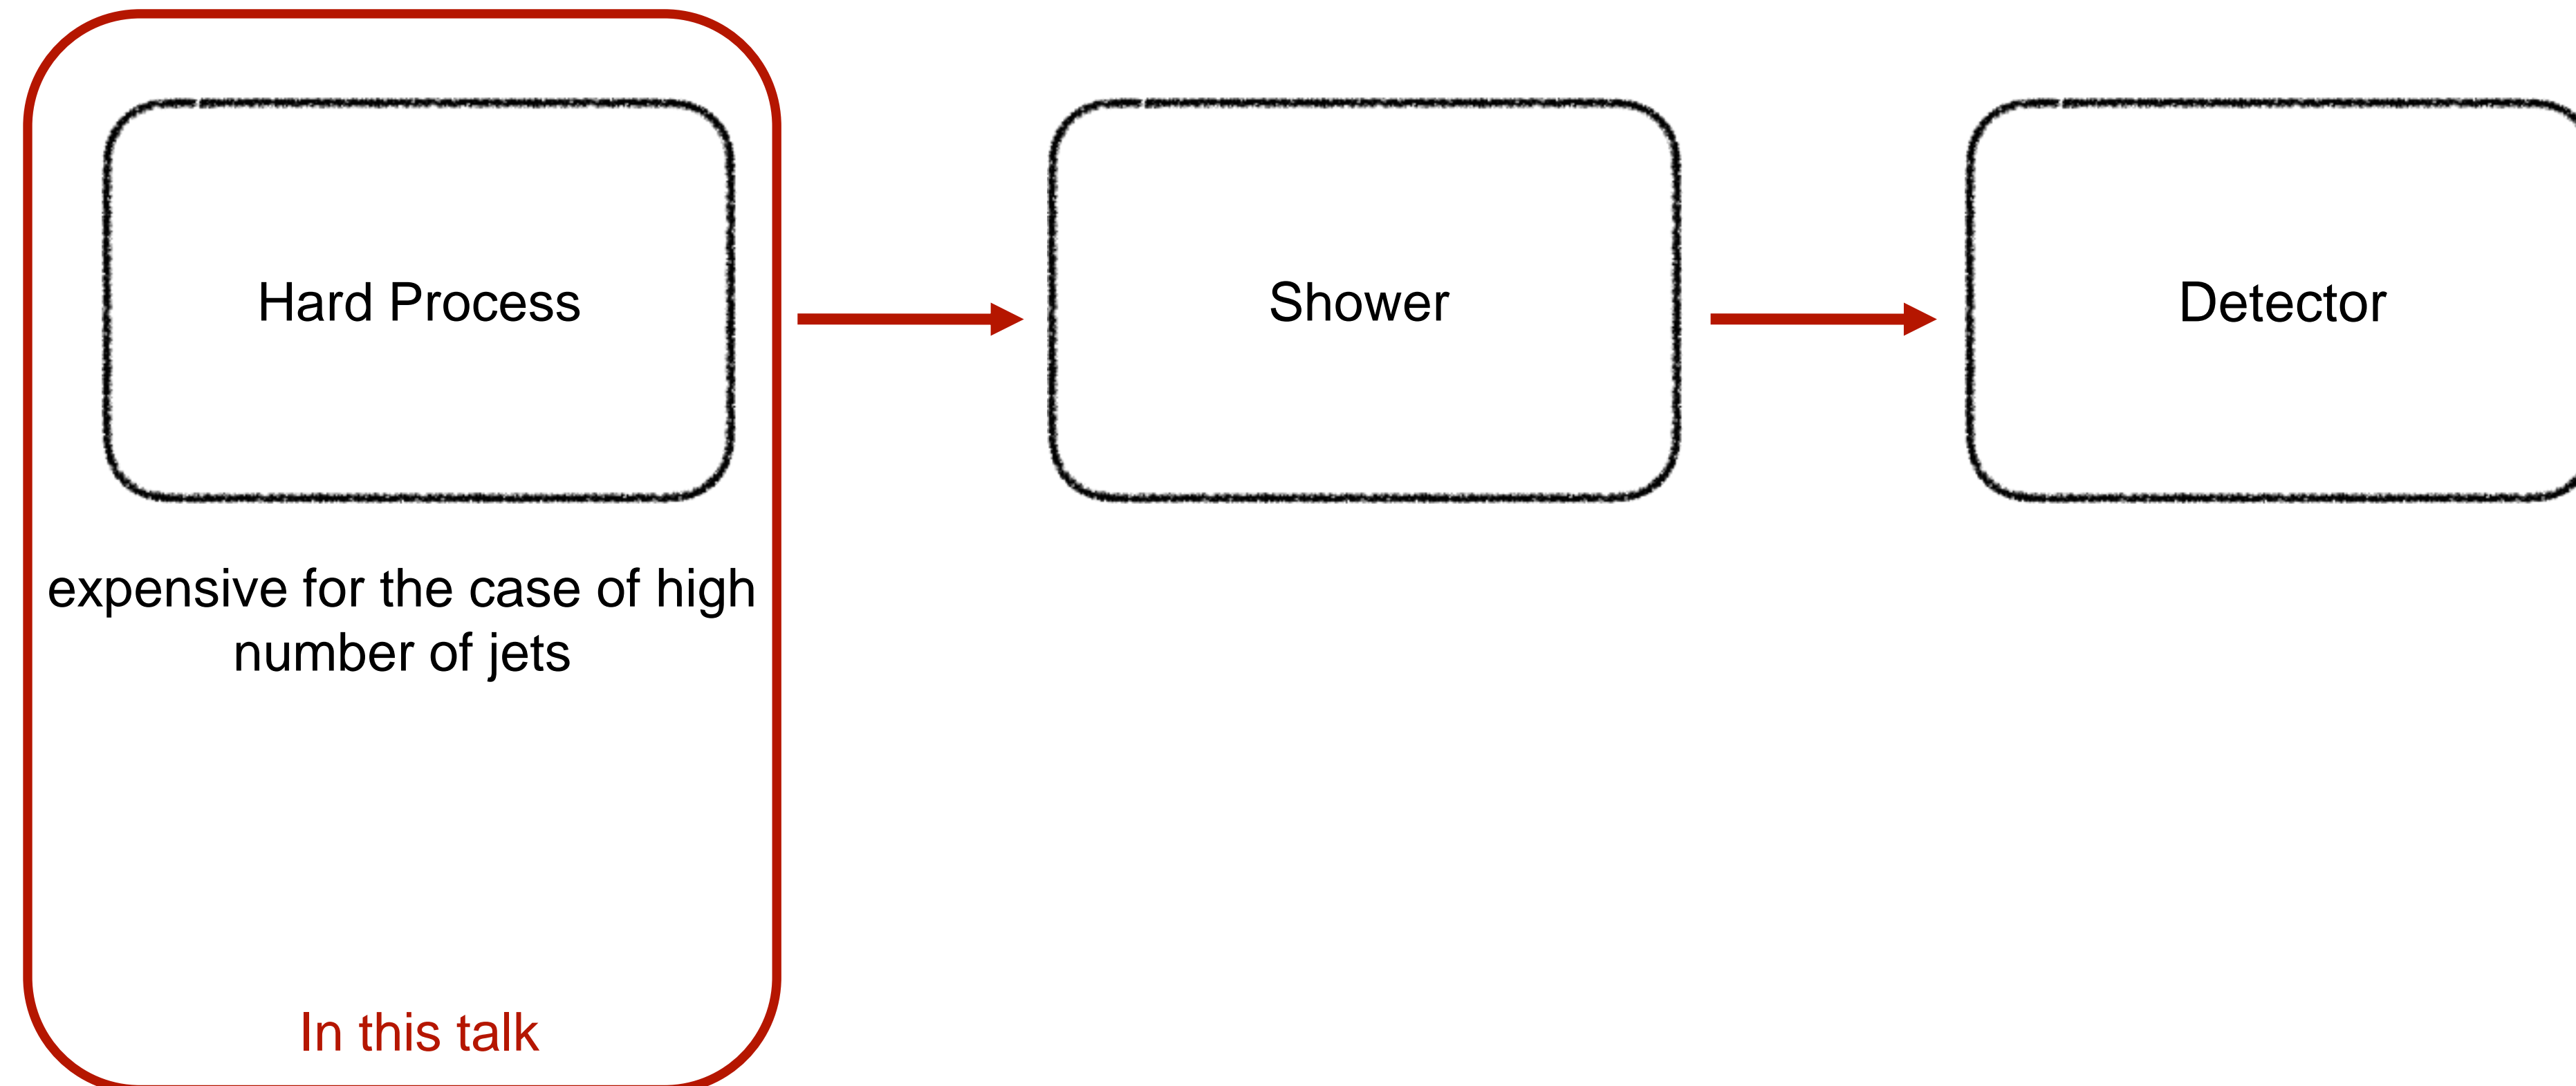 Hard Process
Shower
Detector
expensive for the case of high
number of jets
In this talk